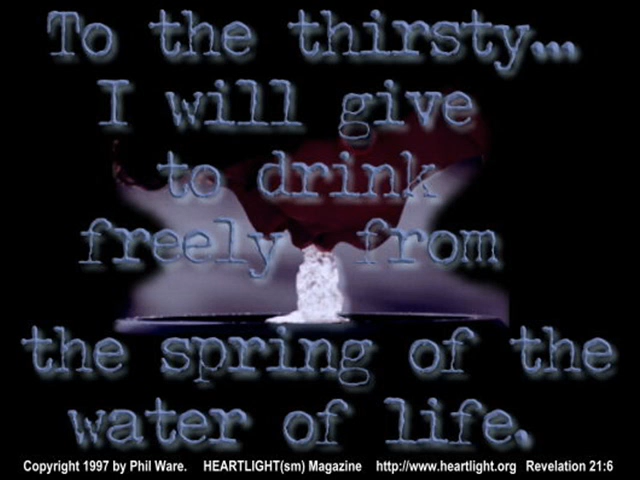 To the thirsty...
I will give
to drink
freely from
the spring of the
water of life.
Copyright 1997 by Phil Ware. HEARTLIGHT(sm) Magazine http://www.heartlight.org Revelation 21:6